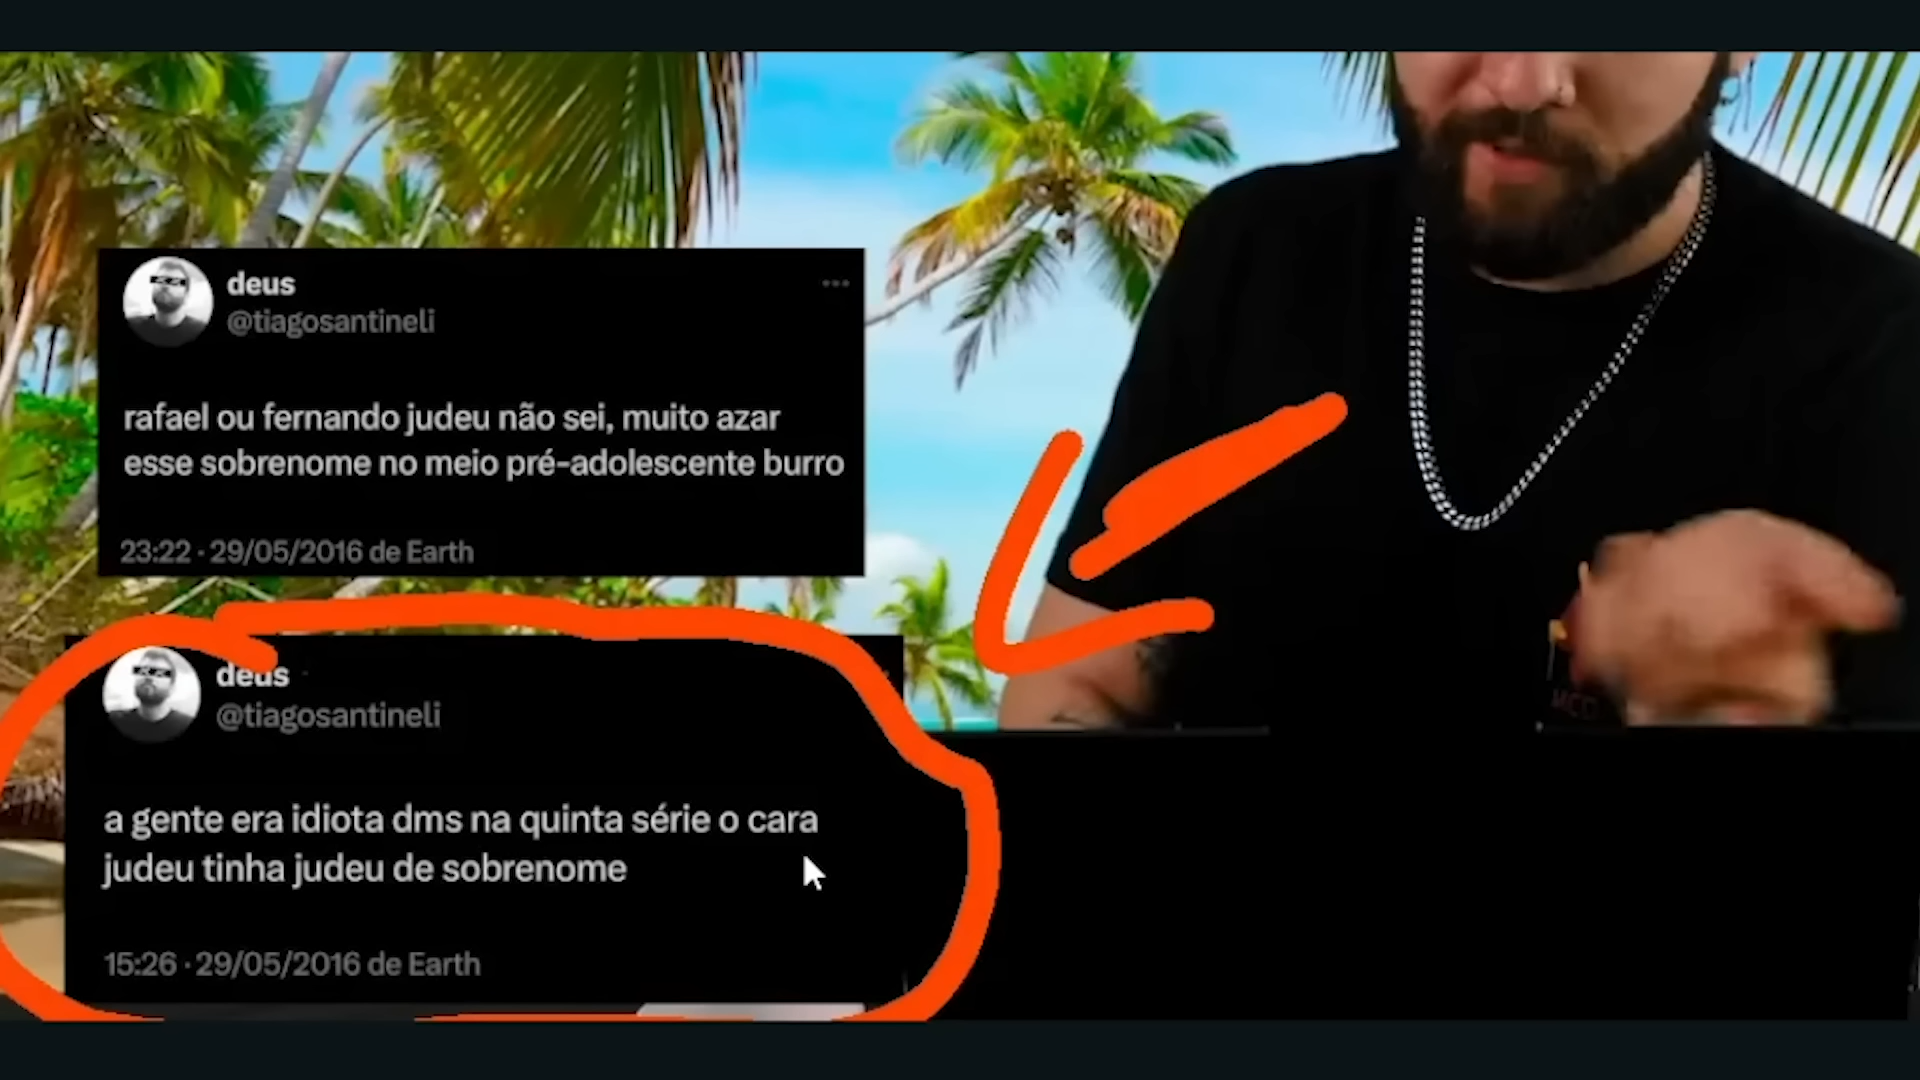 deus
@tiagosantineli
rafael ou fernando judeu não sei, muito azar
esse sobrenome no meio pré-adolescente burro
23:22 · 29/05/2016 de Earth
deus
@tiagosantineli
a gente era idiota dms na quinta série o cara
judeu tinha judeu de sobrenome
15:26 · 29/05/2016 de Earth